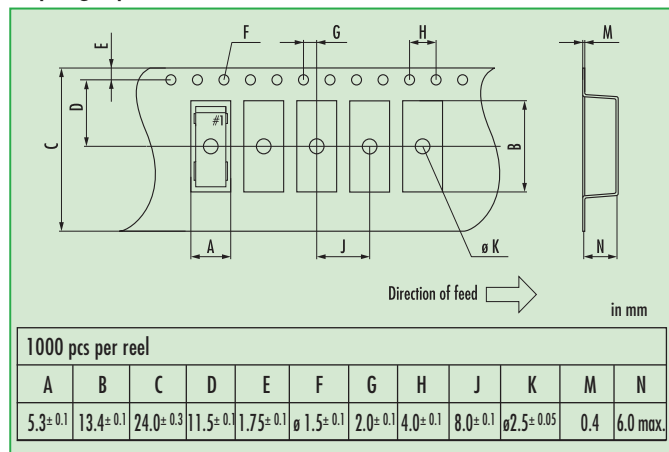 F G H M
E
D
C
#1
B
A
J
ø K
N
Direction of feed
in mm
1000 pcs per reel
A B C D E F G H J K M N
5.3± 0.1 13.4± 0.1 24.0± 0.3 11.5± 0.1 1.75± 0.1 ø 1.5± 0.1 2.0± 0.1 4.0± 0.1 8.0± 0.1 ø2.5± 0.05 0.4 6.0 max.